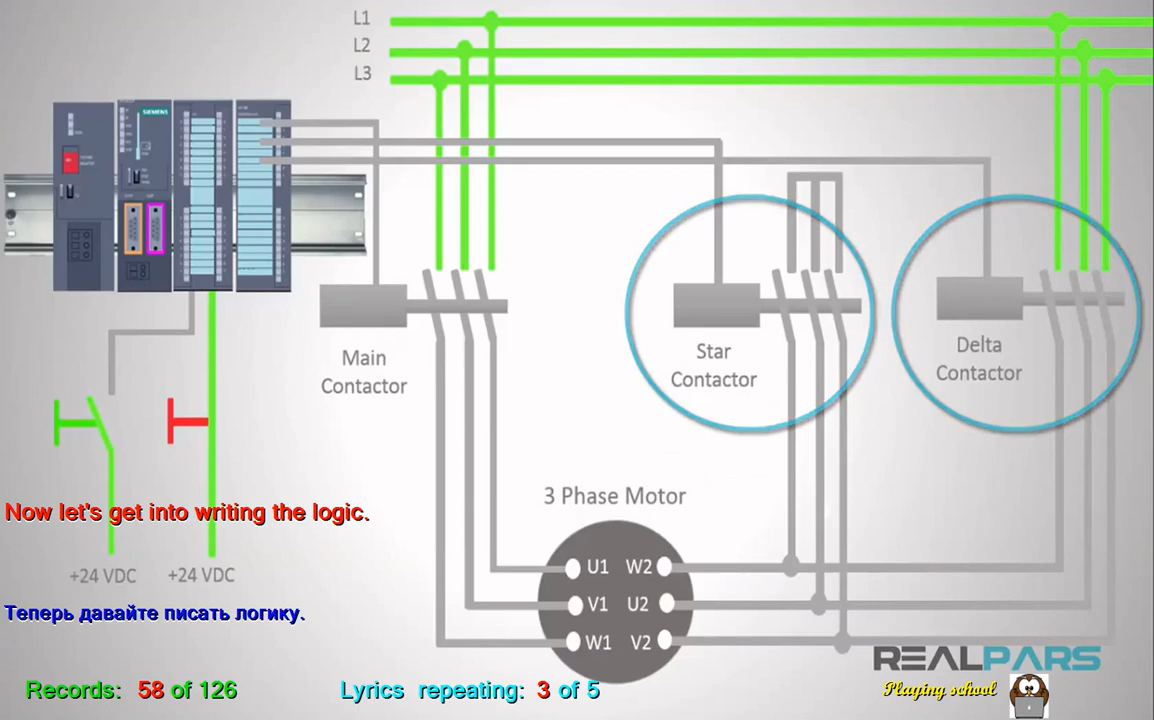 L1
L2
L3
SIEMENS
Main
Contactor
Star
Contactor
Delta
Contactor
3 Phase Motor
U1 W2
V1 U2
W1 V2
Now let's get into writing the logic.
+24 VDC +24 VDC
Теперь давайте писать логику.
REALPARS
Playing school
Records: 58 of 126
Lyrics repeating: 3 of 5